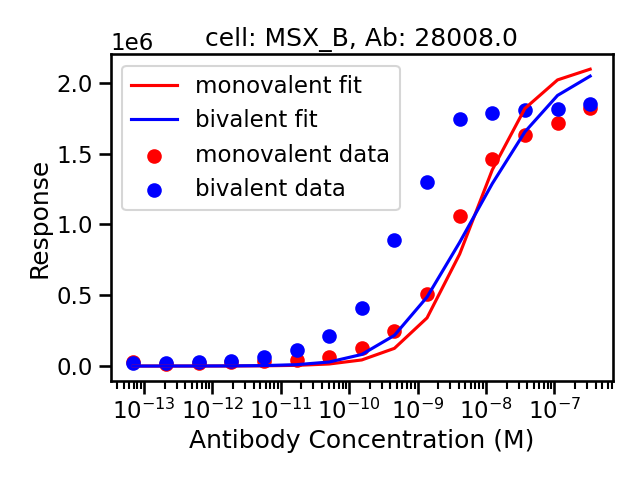 cell: MSX_B, Ab: 28008.0
1e6
monovalent fit
bivalent fit
monovalent data
bivalent data
2.0
1.5
1.0
0.5
0.0
Response
10⁻¹³ 10⁻¹² 10⁻¹¹ 10⁻¹⁰ 10⁻⁹ 10⁻⁸ 10⁻⁷
Antibody Concentration (M)